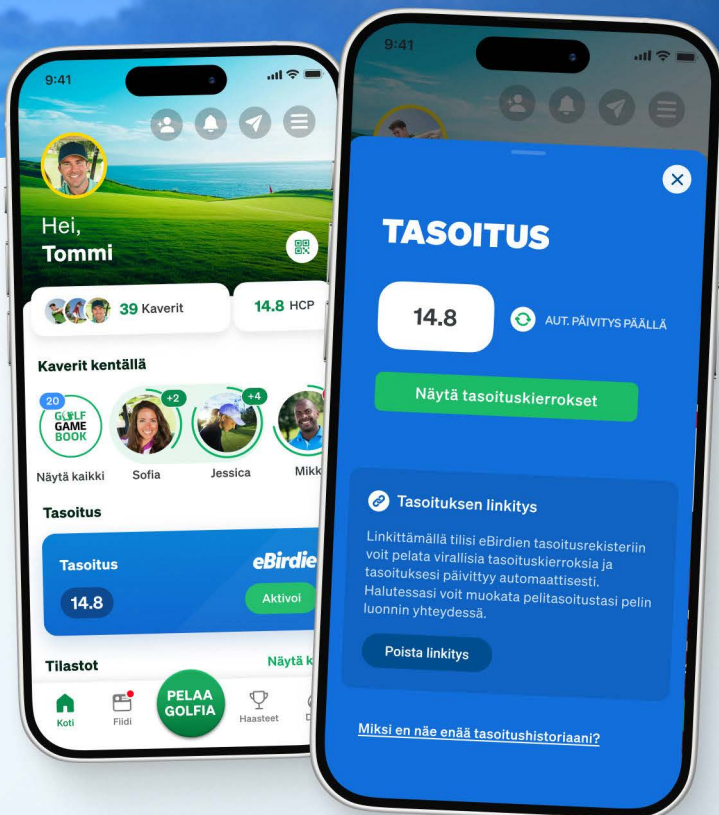 9:41
Hei,
Tommi
39 Kaverit
14.8 HCP
Kaverit kentällä
20
GOLF
GAME
BOOK
+2
+4
Näytä kaikki
Sofia
Jessica
Mikk
Tasoitus
Tasoitus
eBirdie
14.8
Aktivoi
Tilastot
Näytä k
Koti
Fiidi
PELAA
GOLFIA
Haasteet
9:41
TASOITUS
14.8
AUT. PÄIVITYS PÄÄLLÄ
Näytä tasoituskierrokset
Tasoituksen linkitys
Linkittämällä tilisi eBirdien tasoitusrekisteriin
voit pelata virallisia tasoituskierroksia ja
tasoituksesi päivittyy automaattisesti.
Halutessasi voit muokata pelitasoitustasi pelin
luonnin yhteydessä.
Poista linkitys
Miksi en näe enää tasoitushistoriaani?